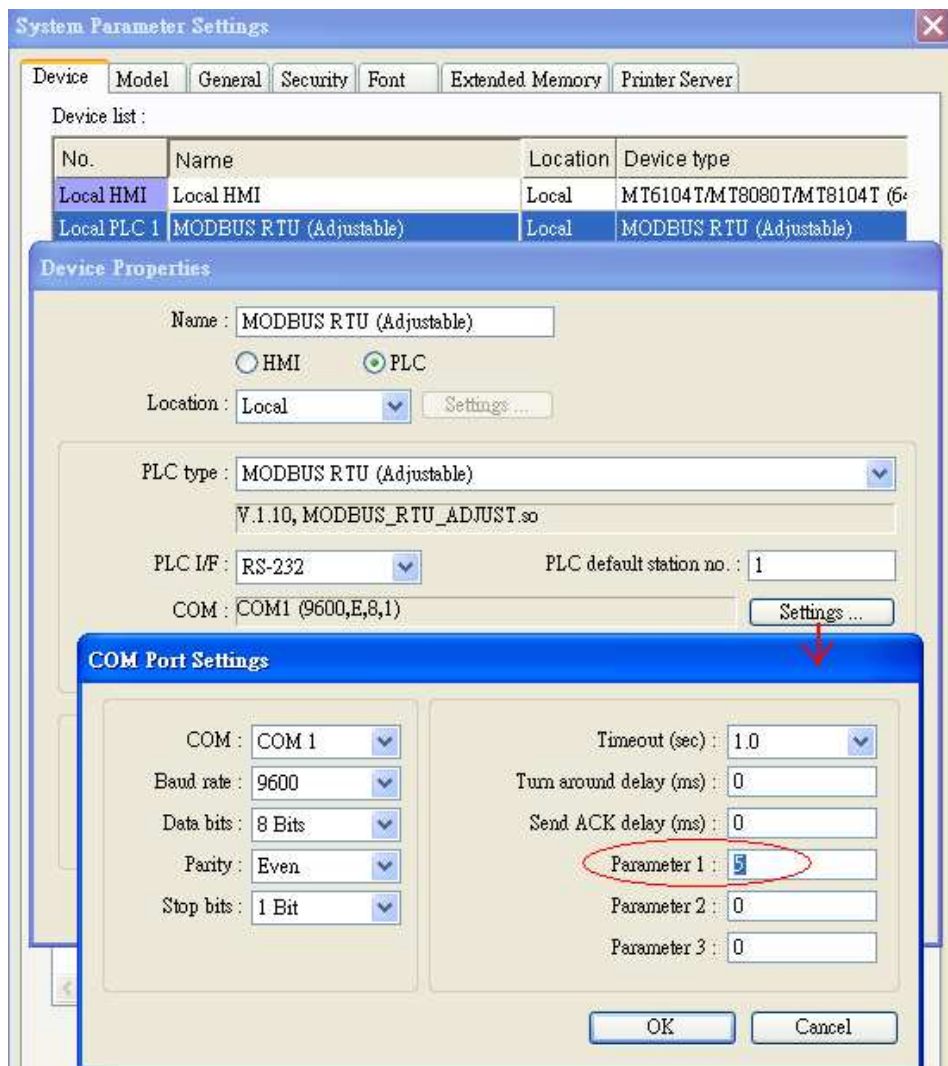 System Parameter Settings
Device Model General Security Font Extended Memory Printer Server
Device list :
No. Name Location Device type
Local HMI Local HMI Local MT6104T/MT8080T/MT8104T (64
Local PLC 1 MODBUS RTU (Adjustable) Local MODBUS RTU (Adjustable)
Device Properties
Name : MODBUS RTU (Adjustable)
HMI PLC
Location : Local Settings ...
PLC type : MODBUS RTU (Adjustable)
V.1.10, MODBUS_RTU_ADJUST.so
PLC I/F : RS-232 PLC default station no. : 1
COM : COM1 (9600,E,8,1) Settings ...
COM Port Settings
COM : COM 1 Timeout (sec) : 1.0
Baud rate : 9600 Turn around delay (ms) : 0
Data bits : 8 Bits Send ACK delay (ms) : 0
Parity : Even Parameter 1 : 5
Stop bits : 1 Bit Parameter 2 : 0
Parameter 3 : 0
OK Cancel